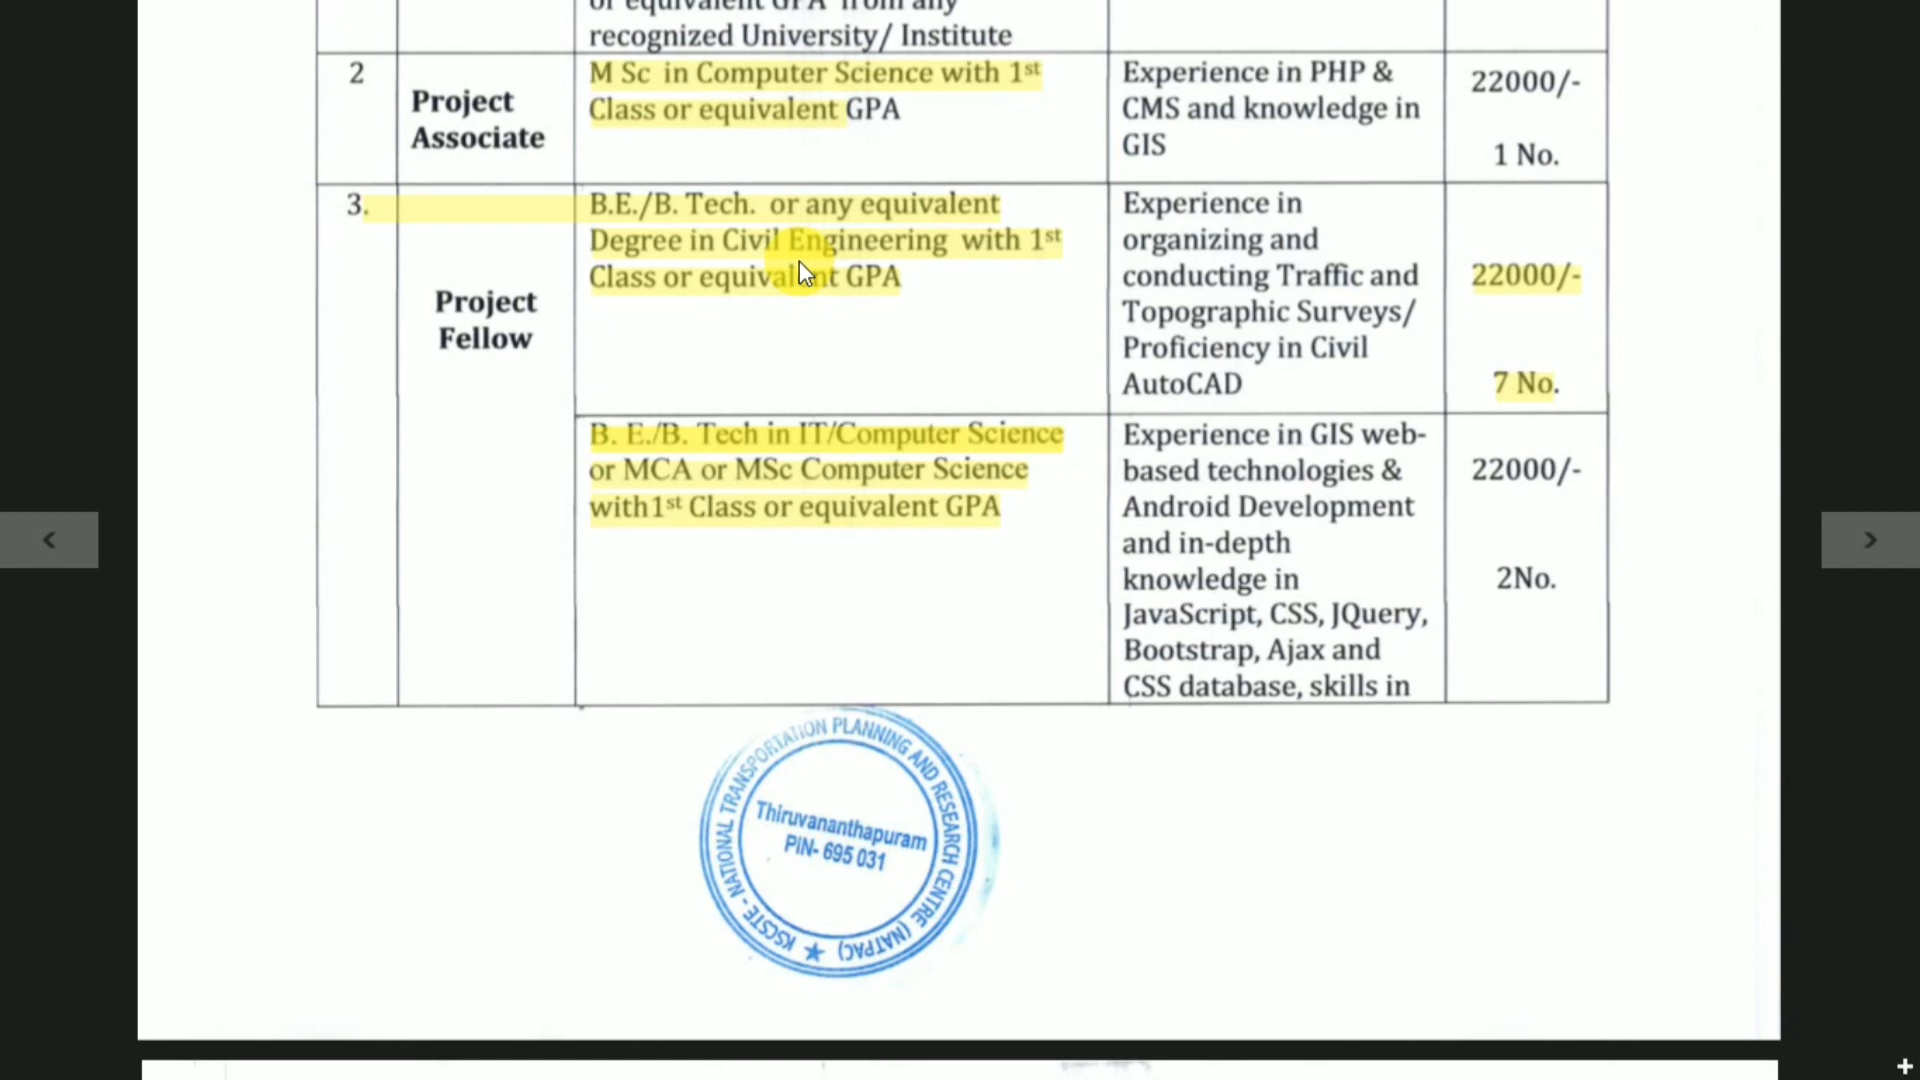 or equivalent GPA from any
recognized University/ Institute
2
Project
Associate
M Sc in Computer Science with 1st
Class or equivalent GPA
Experience in PHP &
CMS and knowledge in
GIS
22000/-
1 No.
3.
Project
Fellow
B.E./B. Tech. or any equivalent
Degree in Civil Engineering with 1st
Class or equivalent GPA
Experience in
organizing and
conducting Traffic and
Topographic Surveys/
Proficiency in Civil
AutoCAD
22000/-
7 No.
B. E./B. Tech in IT/Computer Science
or MCA or MSc Computer Science
with1st Class or equivalent GPA
Experience in GIS web-
based technologies &
Android Development
and in-depth
knowledge in
JavaScript, CSS, JQuery,
Bootstrap, Ajax and
CSS database, skills in
22000/-
2No.
KSCSTE - NATIONAL TRANSPORTATION PLANNING AND RESEARCH CENTRE (NATPAC)
Thiruvananthapuram
PIN- 695 031